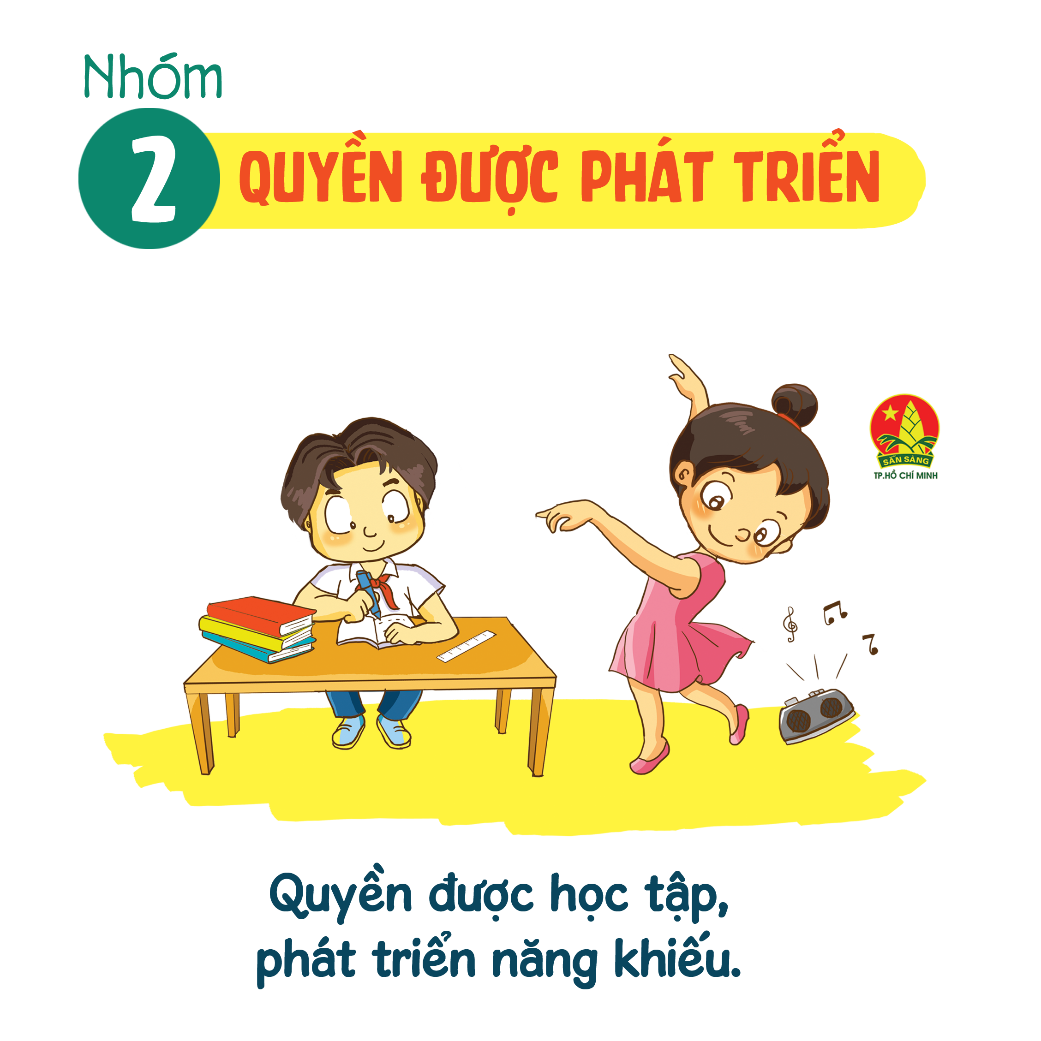 Nhóm
2 QUYỀN ĐƯỢC PHÁT TRIỂN
SẴN SÀNG
TP.HỒ CHÍ MINH
Quyền được học tập,
phát triển năng khiếu.